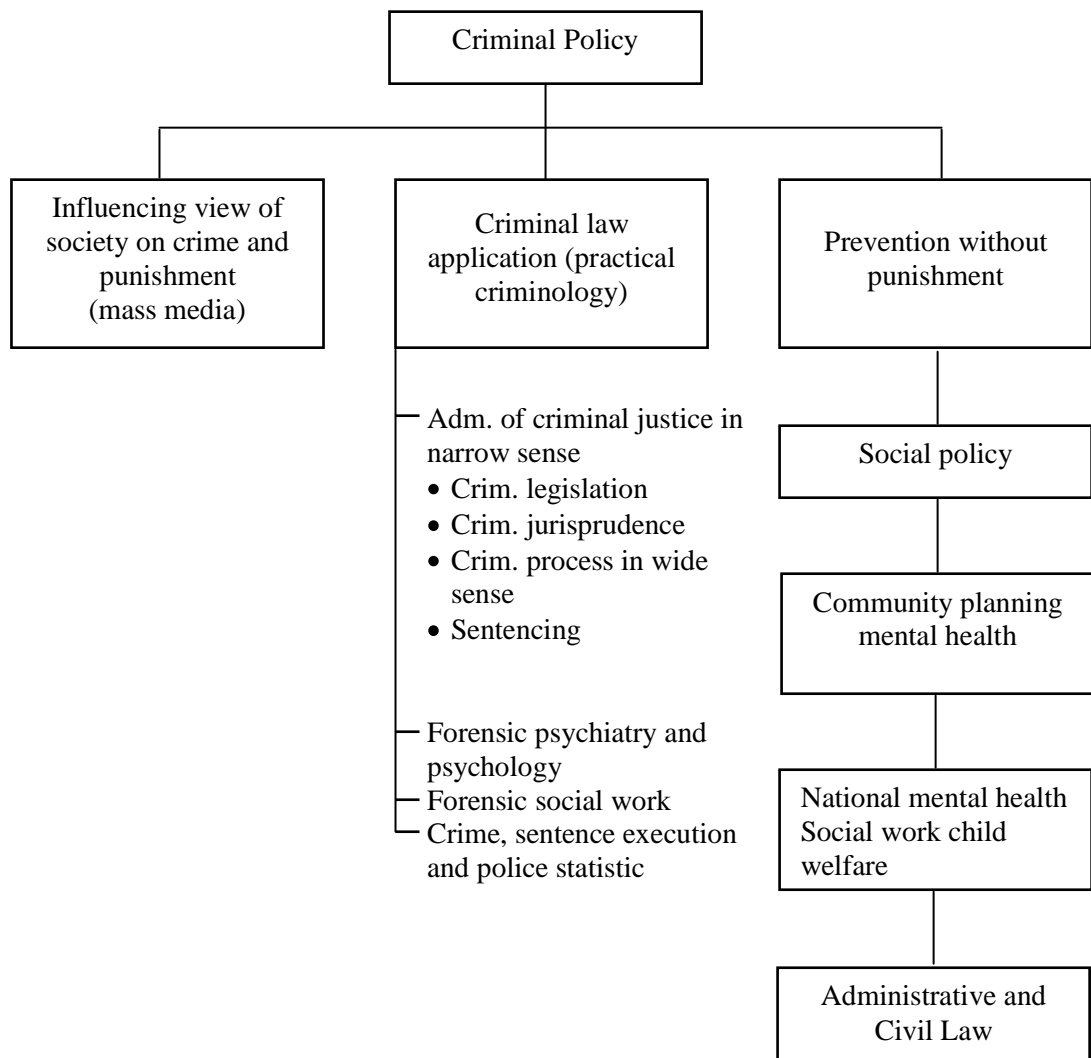 Criminal Policy
Influencing view of
society on crime and
punishment
(mass media)
Criminal law
application (practical
criminology)
Adm. of criminal justice in
narrow sense
• Crim. legislation
• Crim. jurisprudence
• Crim. process in wide
sense
• Sentencing
Forensic psychiatry and
psychology
Forensic social work
Crime, sentence execution
and police statistic
Prevention without
punishment
Social policy
Community planning
mental health
National mental health
Social work child
welfare
Administrative and
Civil Law